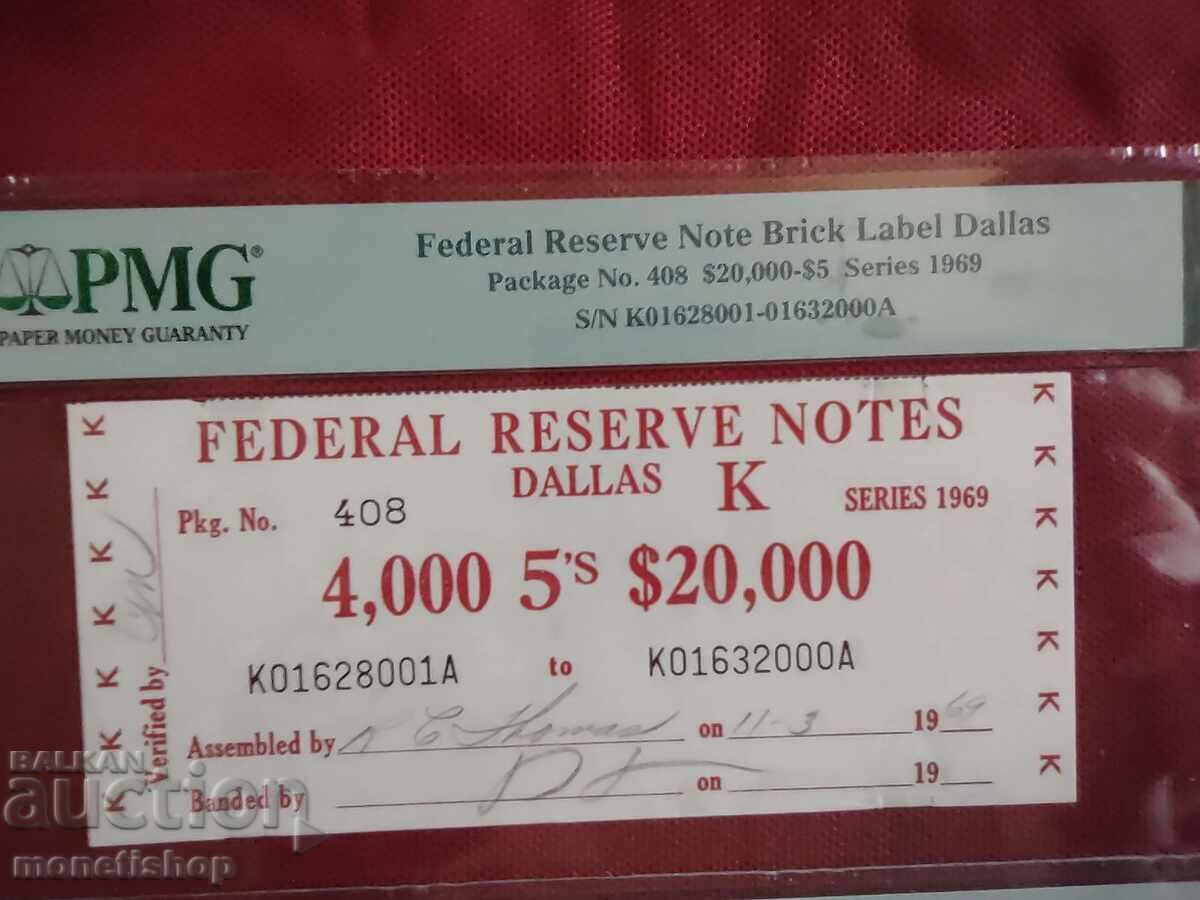 PMG®
PAPER MONEY GUARANTY
Federal Reserve Note Brick Label Dallas
Package No. 408 $20,000-$5 Series 1969
S/N K01628001-01632000A
FEDERAL RESERVE NOTES
DALLAS K SERIES 1969
Pkg. No. 408
4,000 5's $20,000
K01628001A to K01632000A
Assembled by R C Thomas on 11-3 1969
Banded by on 19
Verified by
K K K K K K K
K K K K K K K
BALKAN
auction
monetishop